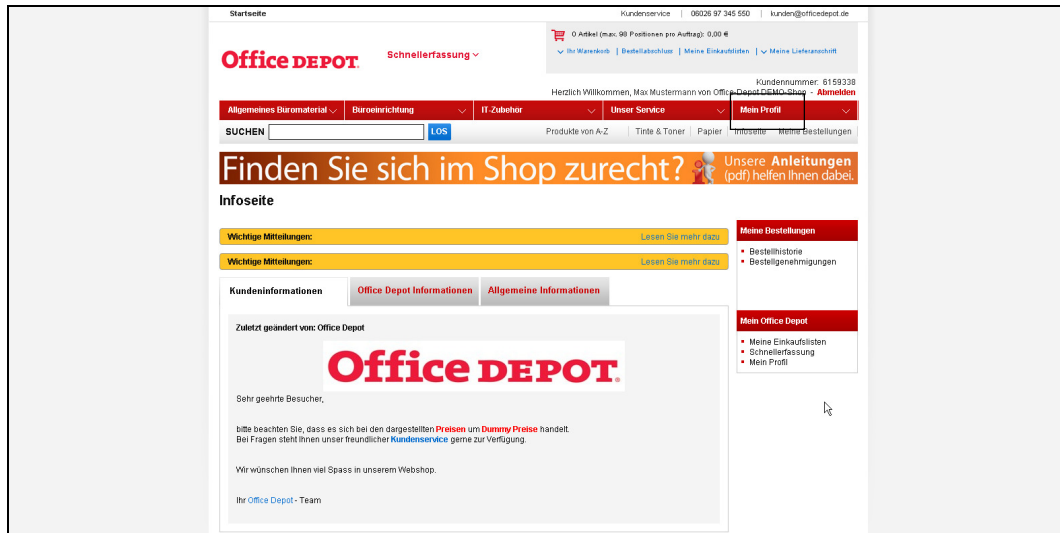 Startseite
Kundenservice | 06026 97 345 550 | kunden@officedepot.de
0 Artikel (max. 98 Positionen pro Auftrag): 0,00 €
Ihr Warenkorb | Bestellabschluss | Meine Einkaufslisten | Meine Lieferanschrift
Office DEPOT.
Schnellerfassung
Kundennummer: 6159338
Herzlich Willkommen, Max Mustermann von Office-Depot DEMO-Shop - Abmelden
Allgemeines Büromaterial Büroeinrichtung IT-Zubehör Unser Service Mein Profil
SUCHEN LOS Produkte von A-Z | Tinte & Toner | Papier | Infoseite Meine Bestellungen
Finden Sie sich im Shop zurecht?
Unsere Anleitungen
(pdf) helfen Ihnen dabei.
Infoseite
Wichtige Mitteilungen: Lesen Sie mehr dazu
Wichtige Mitteilungen: Lesen Sie mehr dazu
Kundeninformationen Office Depot Informationen Allgemeine Informationen
Zuletzt geändert von: Office Depot
Office DEPOT.
Sehr geehrte Besucher,
bitte beachten Sie, dass es sich bei den dargestellten Preisen um Dummy Preise handelt.
Bei Fragen steht Ihnen unser freundlicher Kundenservice gerne zur Verfügung.
Wir wünschen Ihnen viel Spass in unserem Webshop.
Ihr Office Depot - Team
Meine Bestellungen
Bestellhistorie
Bestellgenehmigungen
Mein Office Depot
Meine Einkaufslisten
Schnellerfassung
Mein Profil